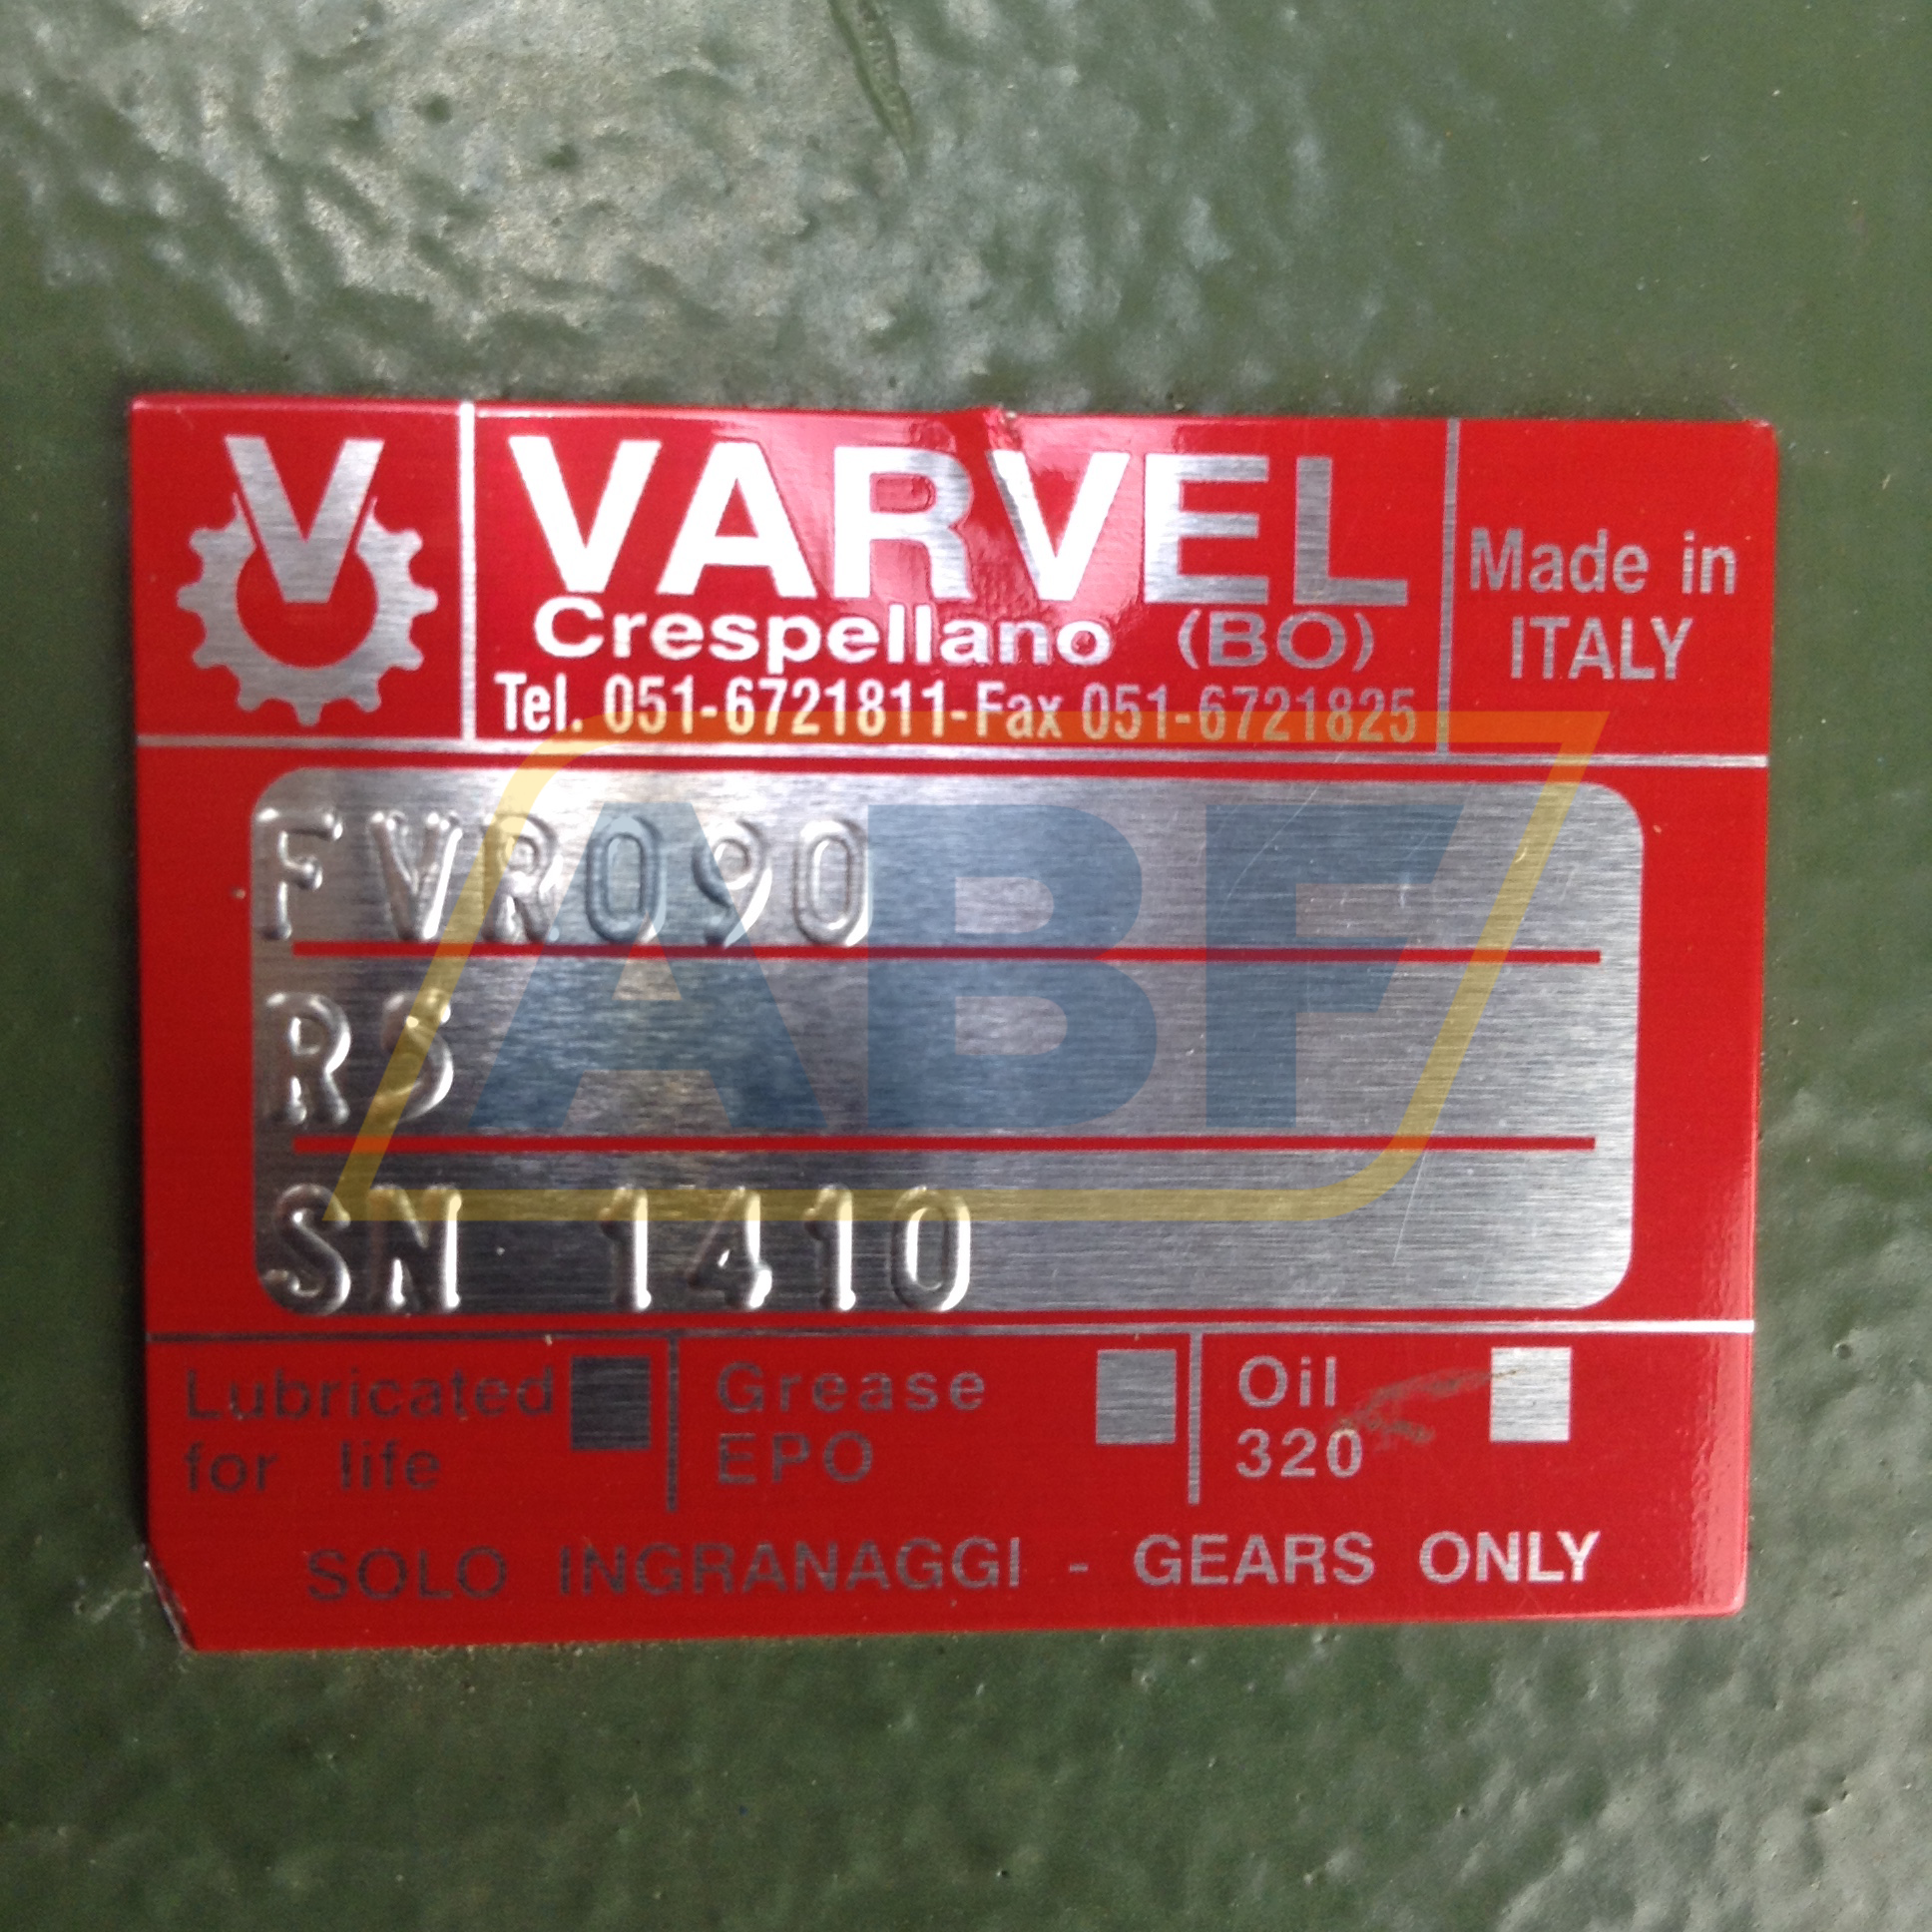 V
VARVEL
Made in
ITALY
Crespellano (BO)
Tel. 051-6721811-Fax 051-6721825
FVR090
RS
SN 1410
ABF
Lubricated
for life
Grease
EPO
Oil
320
SOLO INGRANAGGI - GEARS ONLY